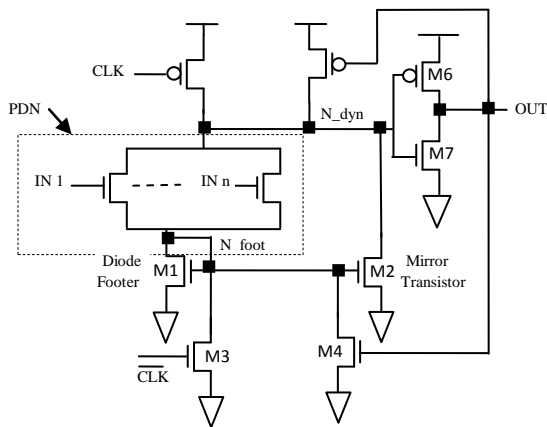 CLK
M6
PDN
N_dyn
OUT
M7
IN 1
IN n
N_foot
Diode
Footer
M1
M2
Mirror
Transistor
M3
M4
CLK